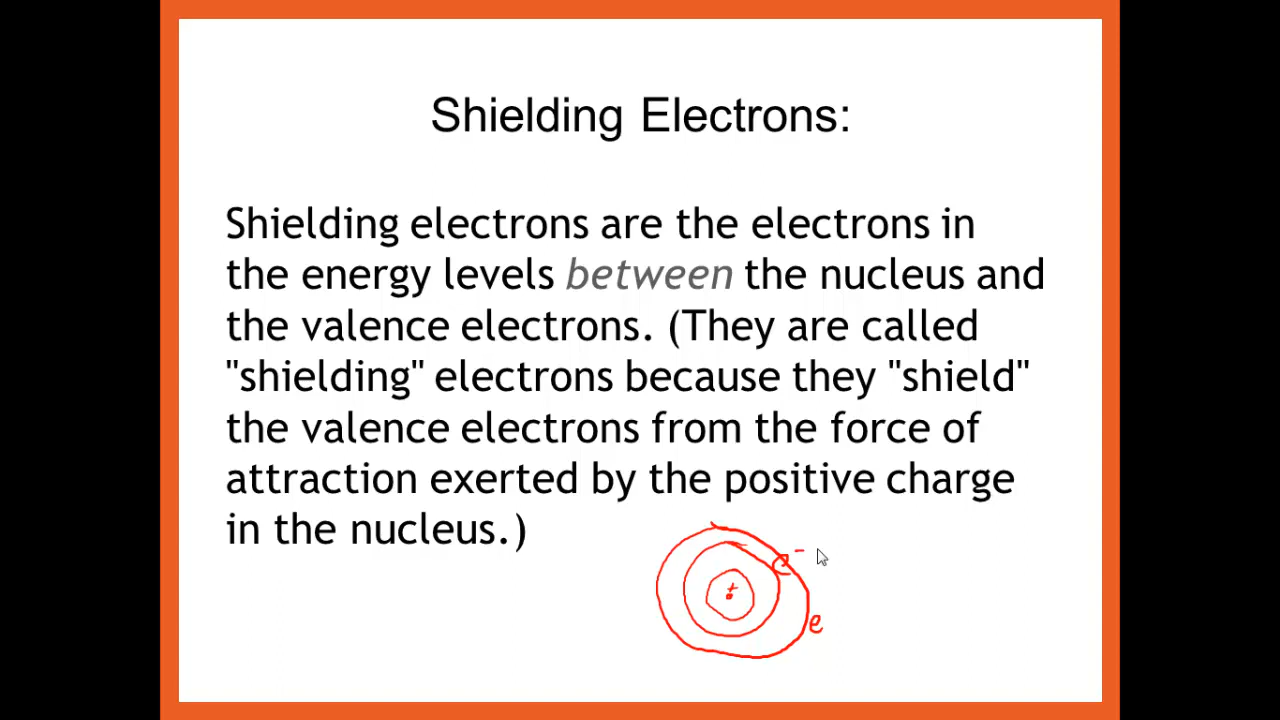 Shielding Electrons:
Shielding electrons are the electrons in
the energy levels between the nucleus and
the valence electrons. (They are called
"shielding" electrons because they "shield"
the valence electrons from the force of
attraction exerted by the positive charge
in the nucleus.)
e -
+
e